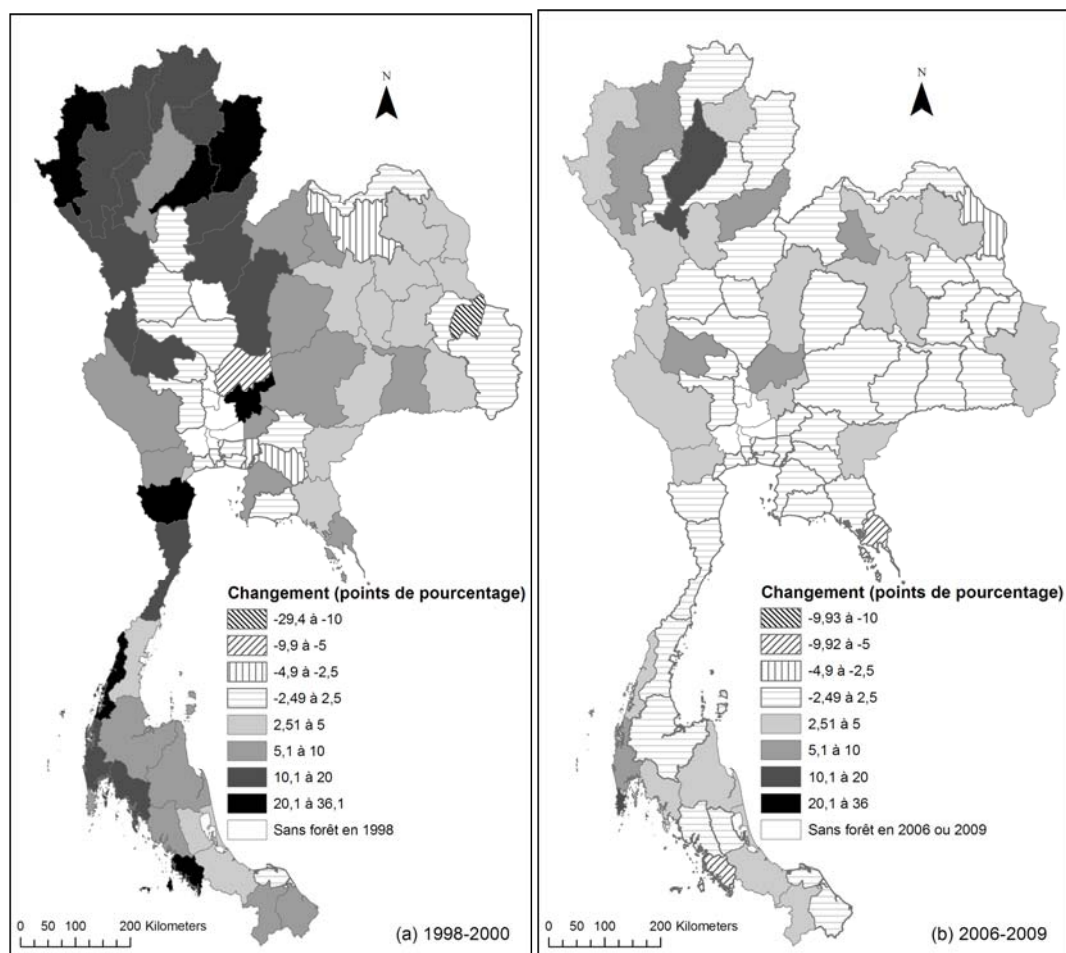 N
Changement (points de pourcentage)
-29,4 à -10
-9,9 à -5
-4,9 à -2,5
-2,49 à 2,5
2,51 à 5
5,1 à 10
10,1 à 20
20,1 à 36,1
Sans forêt en 1998
0 50 100 200 Kilometers
(a) 1998-2000
N
Changement (points de pourcentage)
-9,93 à -10
-9,92 à -5
-4,9 à -2,5
-2,49 à 2,5
2,51 à 5
5,1 à 10
10,1 à 20
20,1 à 36
Sans forêt en 2006 ou 2009
0 50 100 200 Kilometers
(b) 2006-2009